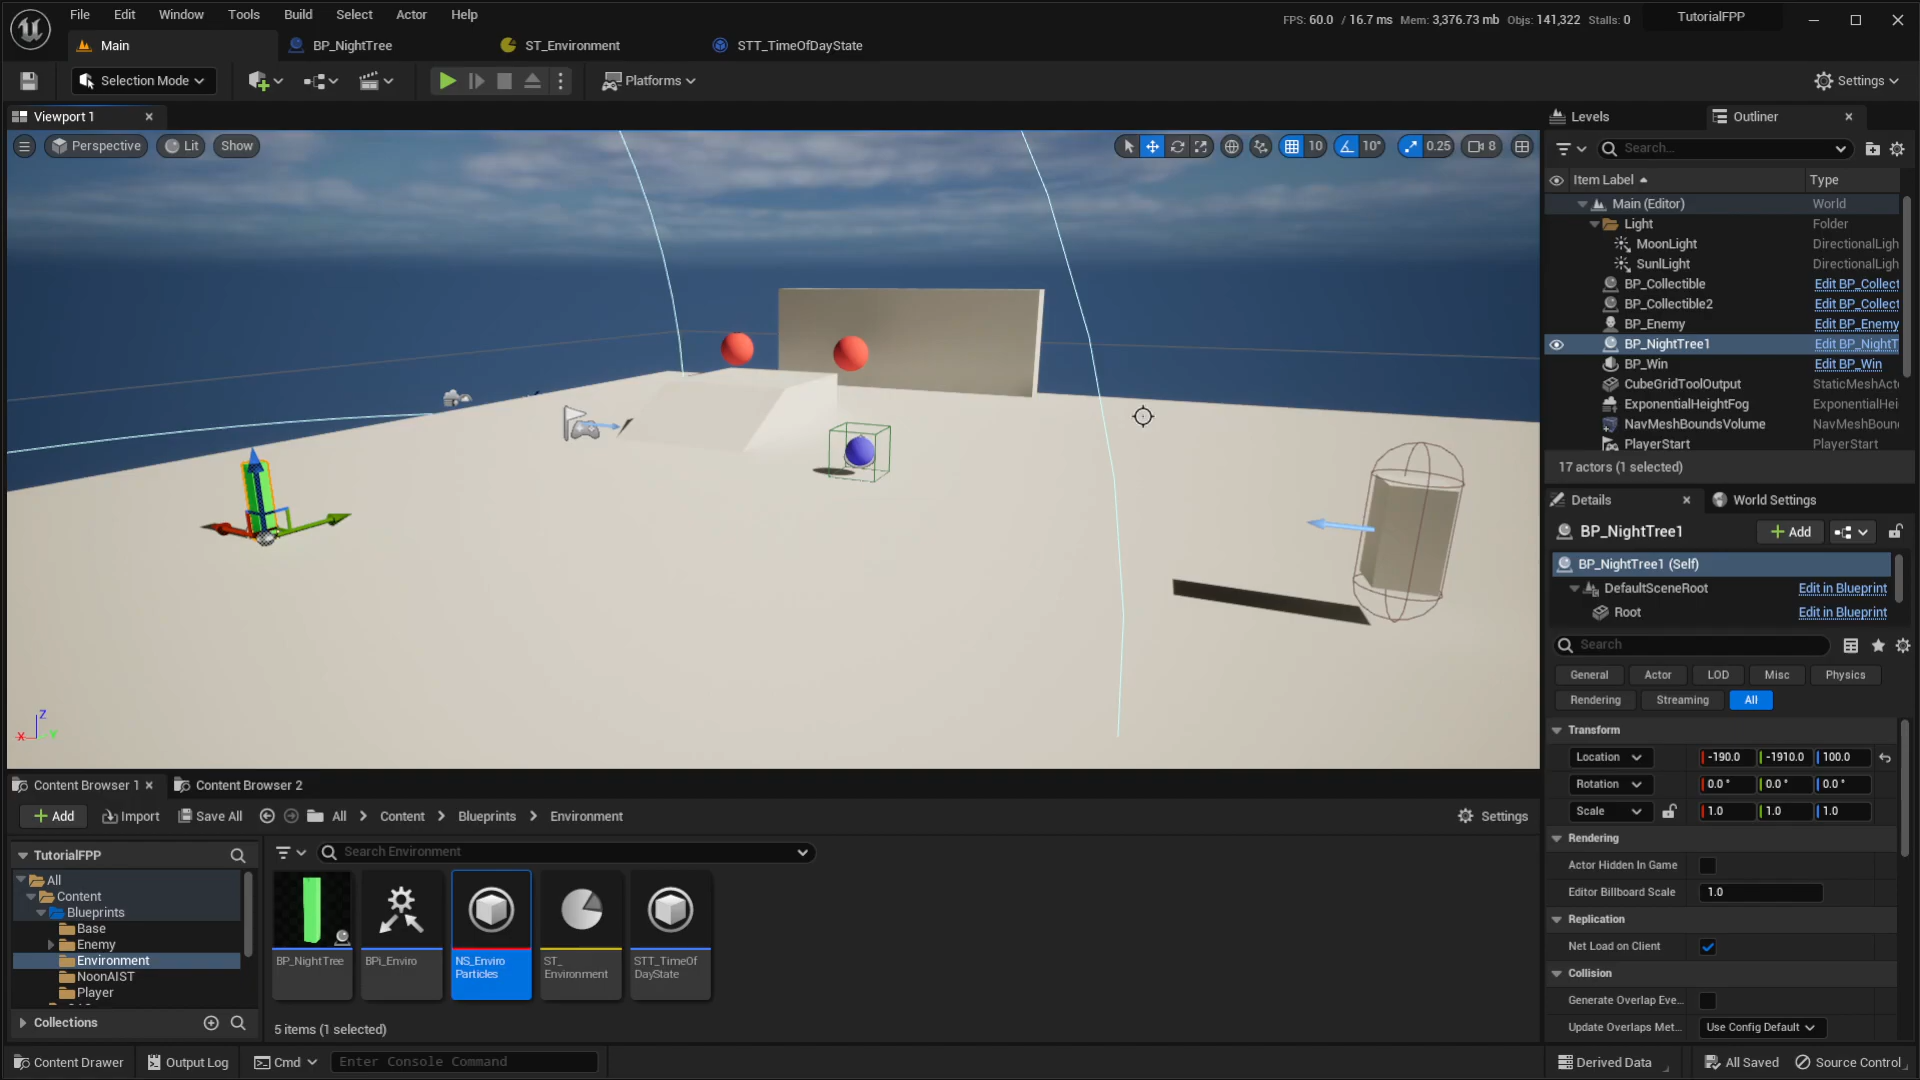 File Edit Window Tools Build Select Actor Help
FPS: 60.0 / 16.7 ms Mem: 3,376.73 mb Objs: 141,322 Stalls: 0
TutorialFPP
Main
BP_NightTree
ST_Environment
STT_TimeOfDayState
Selection Mode
Platforms
Settings
Viewport 1
Perspective
Lit
Show
10
10°
0.25
8
Levels
Outliner
Search...
Item Label
Type
Main (Editor) World
Light Folder
MoonLight DirectionalLigh
SunlLight DirectionalLigh
BP_Collectible Edit BP_Collect
BP_Collectible2 Edit BP_Collect
BP_Enemy Edit BP_Enemy
BP_NightTree1 Edit BP_NightT
BP_Win Edit BP_Win
CubeGridToolOutput StaticMeshActo
ExponentialHeightFog ExponentialHei
NavMeshBoundsVolume NavMeshBound
PlayerStart PlayerStart
17 actors (1 selected)
Details
World Settings
BP_NightTree1
Add
BP_NightTree1 (Self)
DefaultSceneRoot Edit in Blueprint
Root Edit in Blueprint
Search
General Actor LOD Misc Physics
Rendering Streaming All
Transform
Location -190.0 -1910.0 100.0
Rotation 0.0 ° 0.0 ° 0.0 °
Scale 1.0 1.0 1.0
Rendering
Actor Hidden In Game
Editor Billboard Scale 1.0
Replication
Net Load on Client
Collision
Generate Overlap Eve...
Update Overlaps Met... Use Config Default
Z
X
Y
Content Browser 1
Content Browser 2
Add
Import
Save All
All
Content
Blueprints
Environment
Settings
TutorialFPP
All
Content
Blueprints
Base
Enemy
Environment
NoonAIST
Player
Collections
Search Environment
BP_NightTree
BPi_Enviro
NS_Enviro
Particles
ST_
Environment
STT_TimeOf
DayState
5 items (1 selected)
Content Drawer
Output Log
Cmd
Enter Console Command
Derived Data
All Saved
Source Control